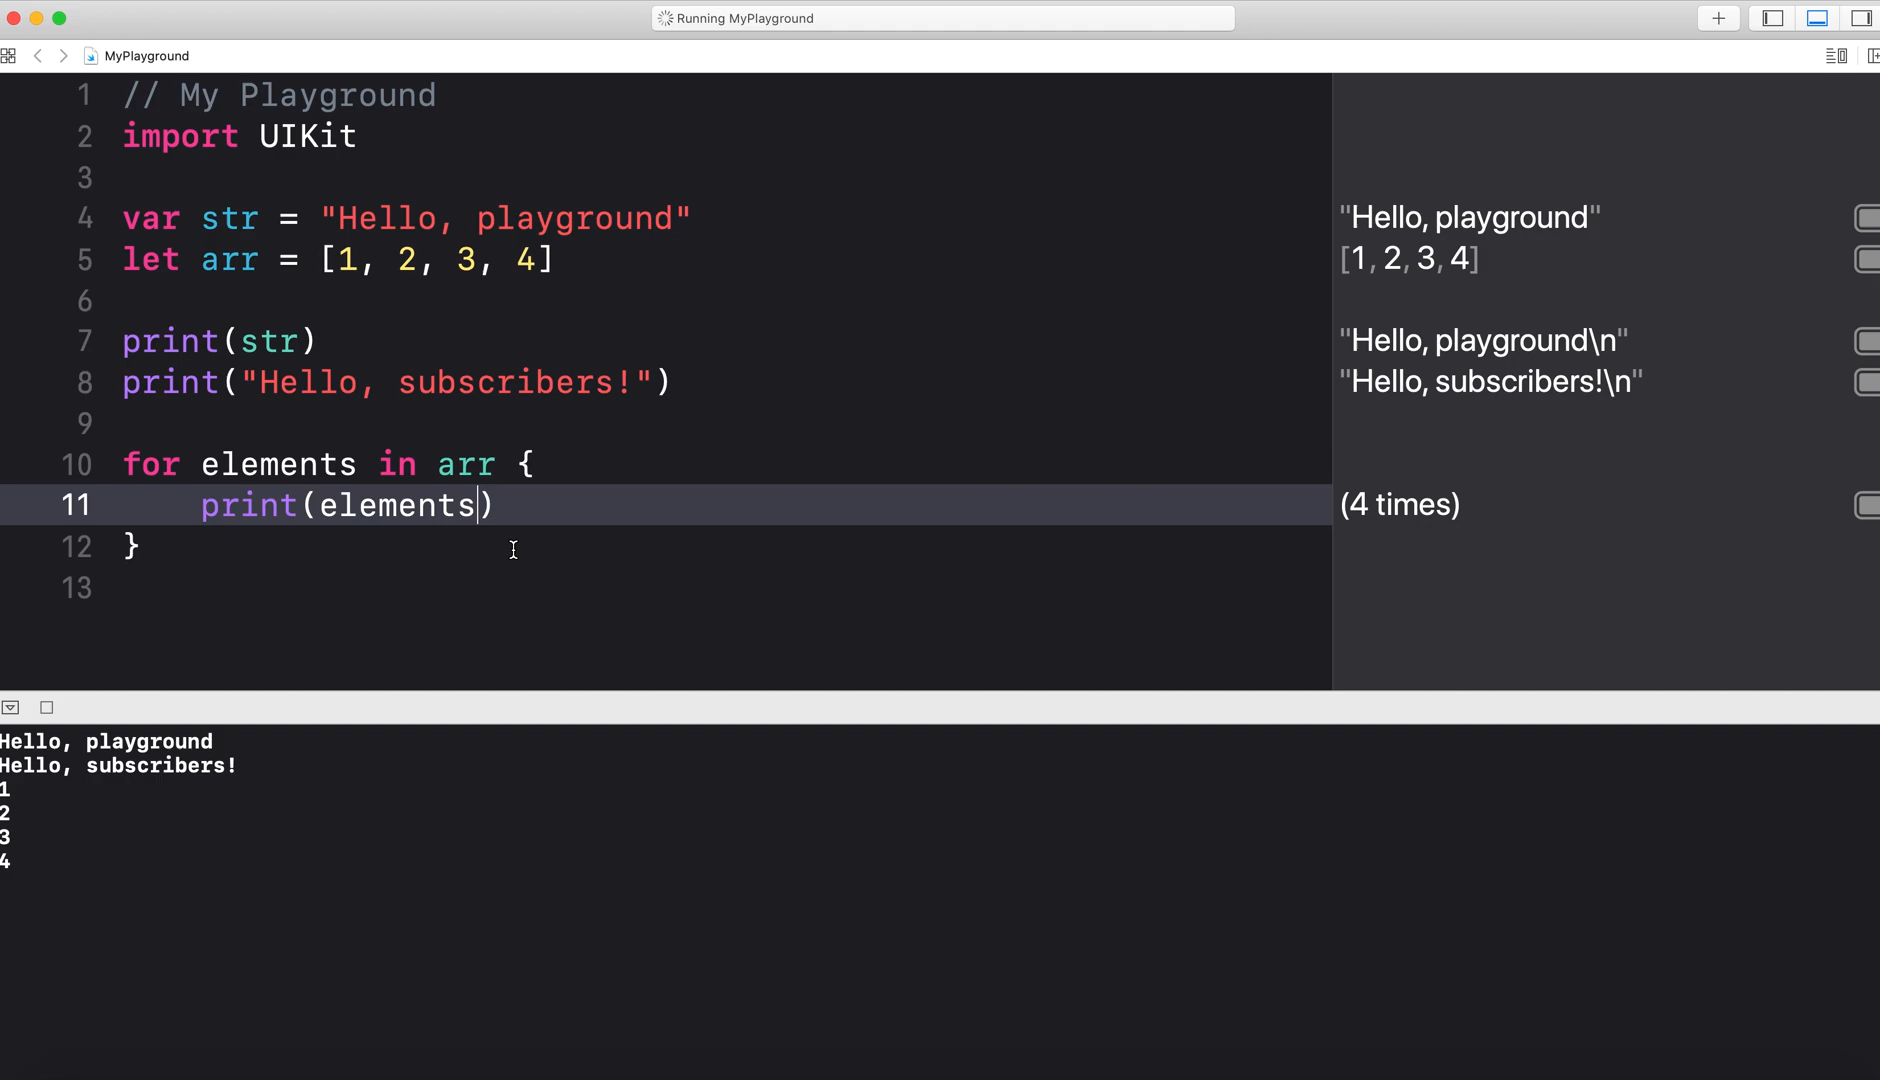 Running MyPlayground
MyPlayground
1 // My Playground
2 import UIKit
3
4 var str = "Hello, playground" "Hello, playground"
5 let arr = [1, 2, 3, 4] [1, 2, 3, 4]
6
7 print(str) "Hello, playground\n"
8 print("Hello, subscribers!") "Hello, subscribers!\n"
9
10 for elements in arr {
11     print(elements) (4 times)
12 }
13
Hello, playground
Hello, subscribers!
1
2
3
4